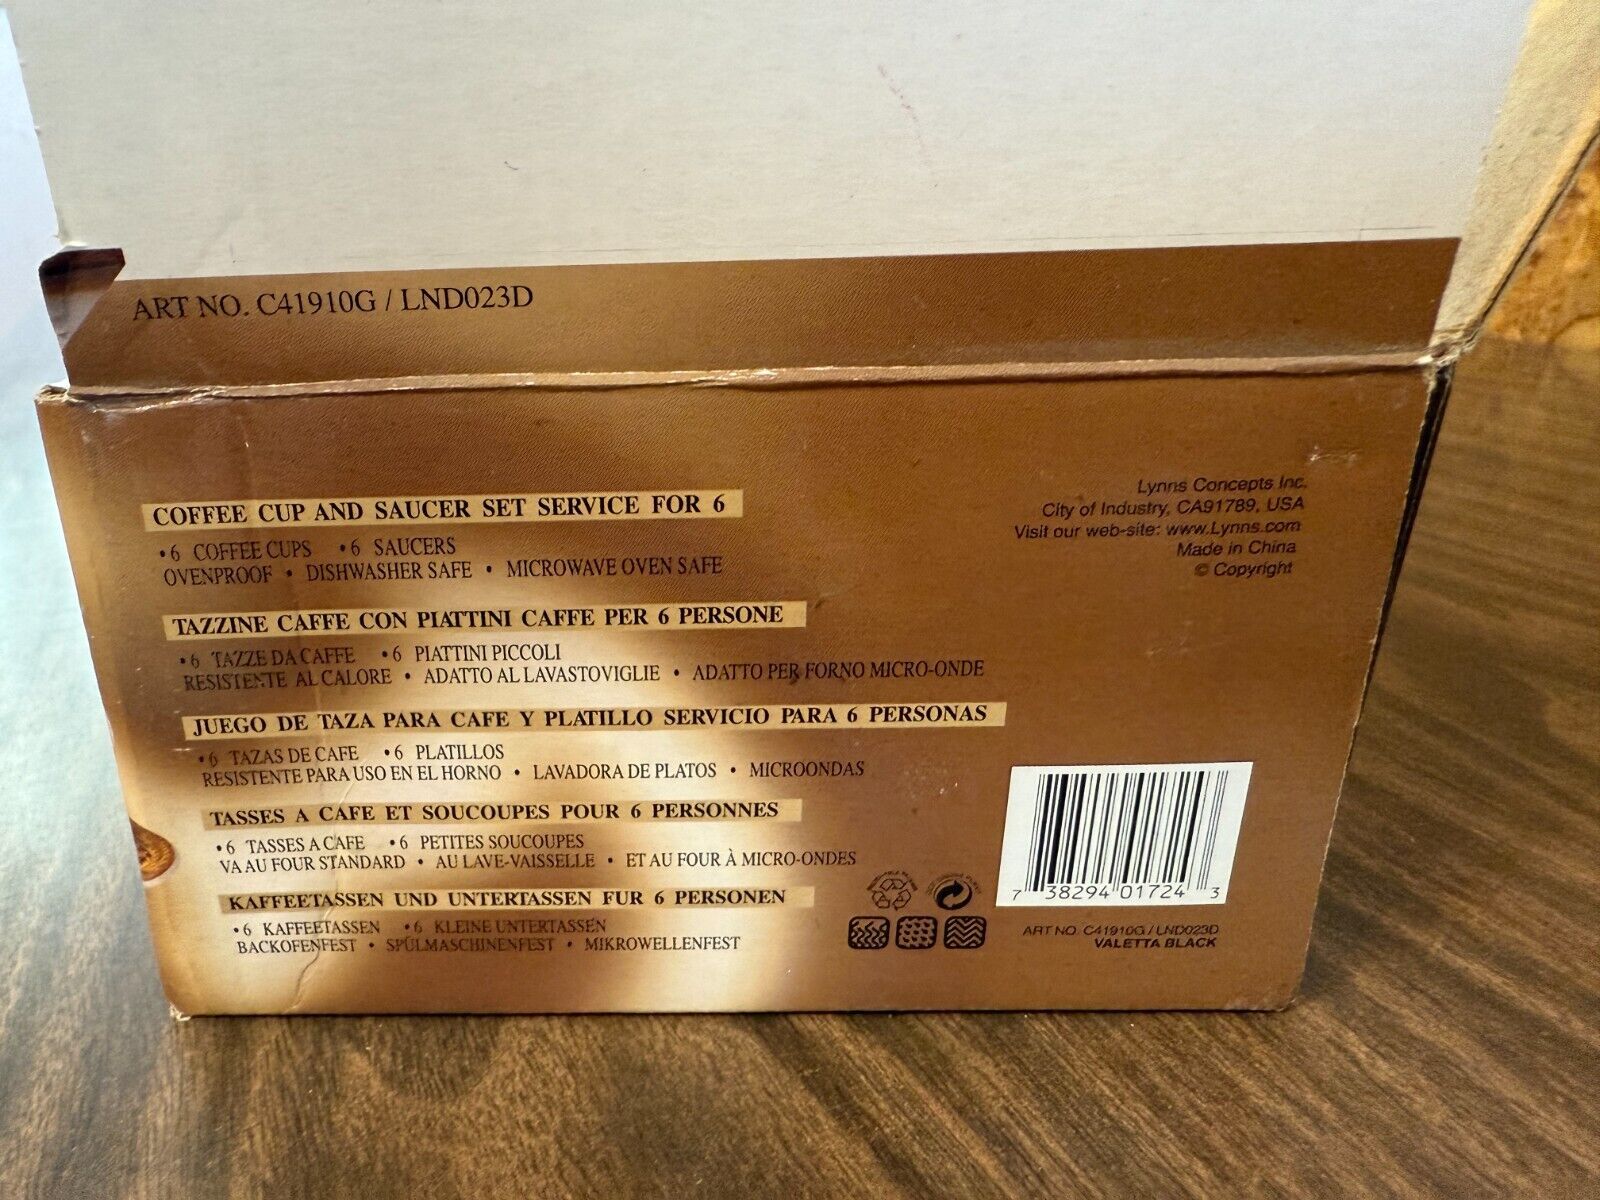 ART NO. C41910G / LND023D
COFFEE CUP AND SAUCER SET SERVICE FOR 6
• 6 COFFEE CUPS • 6 SAUCERS
OVENPROOF • DISHWASHER SAFE • MICROWAVE OVEN SAFE
TAZZINE CAFFE CON PIATTINI CAFFE PER 6 PERSONE
• 6 TAZZE DA CAFFE • 6 PIATTINI PICCOLI
RESISTENTE AL CALORE • ADATTO AL LAVASTOVIGLIE • ADATTO PER FORNO MICRO-ONDE
JUEGO DE TAZA PARA CAFE Y PLATILLO SERVICIO PARA 6 PERSONAS
• 6 TAZAS DE CAFE • 6 PLATILLOS
RESISTENTE PARA USO EN EL HORNO • LAVADORA DE PLATOS • MICROONDAS
TASSES A CAFE ET SOUCOUPES POUR 6 PERSONNES
• 6 TASSES A CAFE • 6 PETITES SOUCOUPES
VA AU FOUR STANDARD • AU LAVE-VAISSELLE • ET AU FOUR À MICRO-ONDES
KAFFEETASSEN UND UNTERTASSEN FUR 6 PERSONEN
• 6 KAFFEETASSEN • 6 KLEINE UNTERTASSEN
BACKOFENFEST • SPÜLMASCHINENFEST • MIKROWELLENFEST
Lynns Concepts Inc.
City of Industry, CA91789, USA
Visit our web-site: www.Lynns.com
Made in China
© Copyright
7 38294 01724 3
ART NO. C41910G / LND023D
VALETTA BLACK